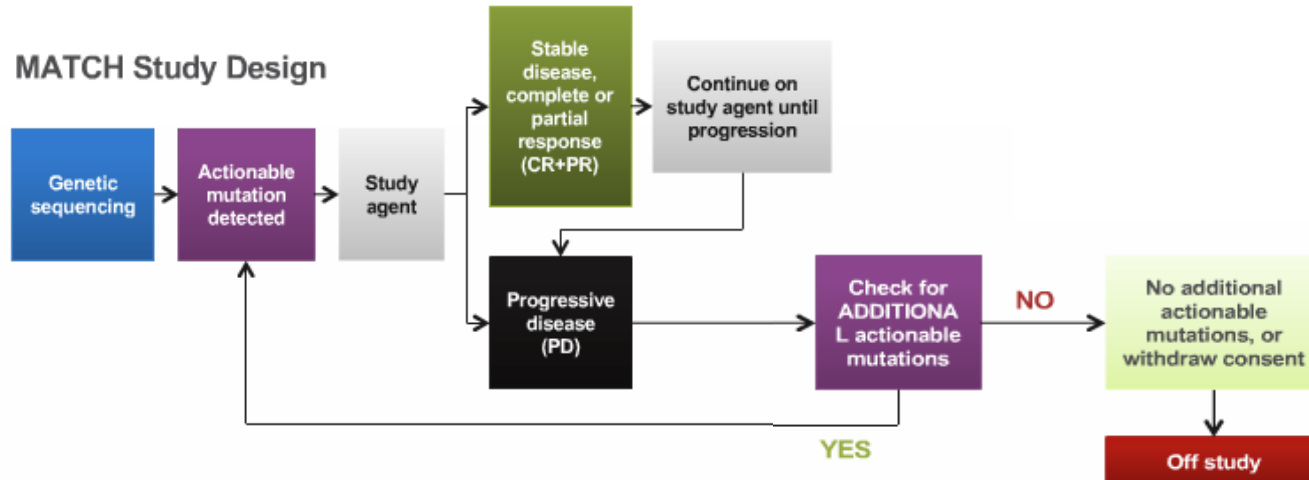 MATCH Study Design
Genetic
sequencing
Actionable
mutation
detected
Study
agent
Stable
disease,
complete or
partial
response
(CR+PR)
Continue on
study agent until
progression
Progressive
disease
(PD)
Check for
ADDITIONA
L actionable
mutations
NO
YES
No additional
actionable
mutations, or
withdraw consent
Off study